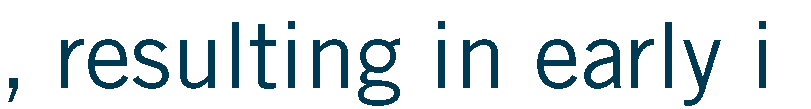 , resulting in early i